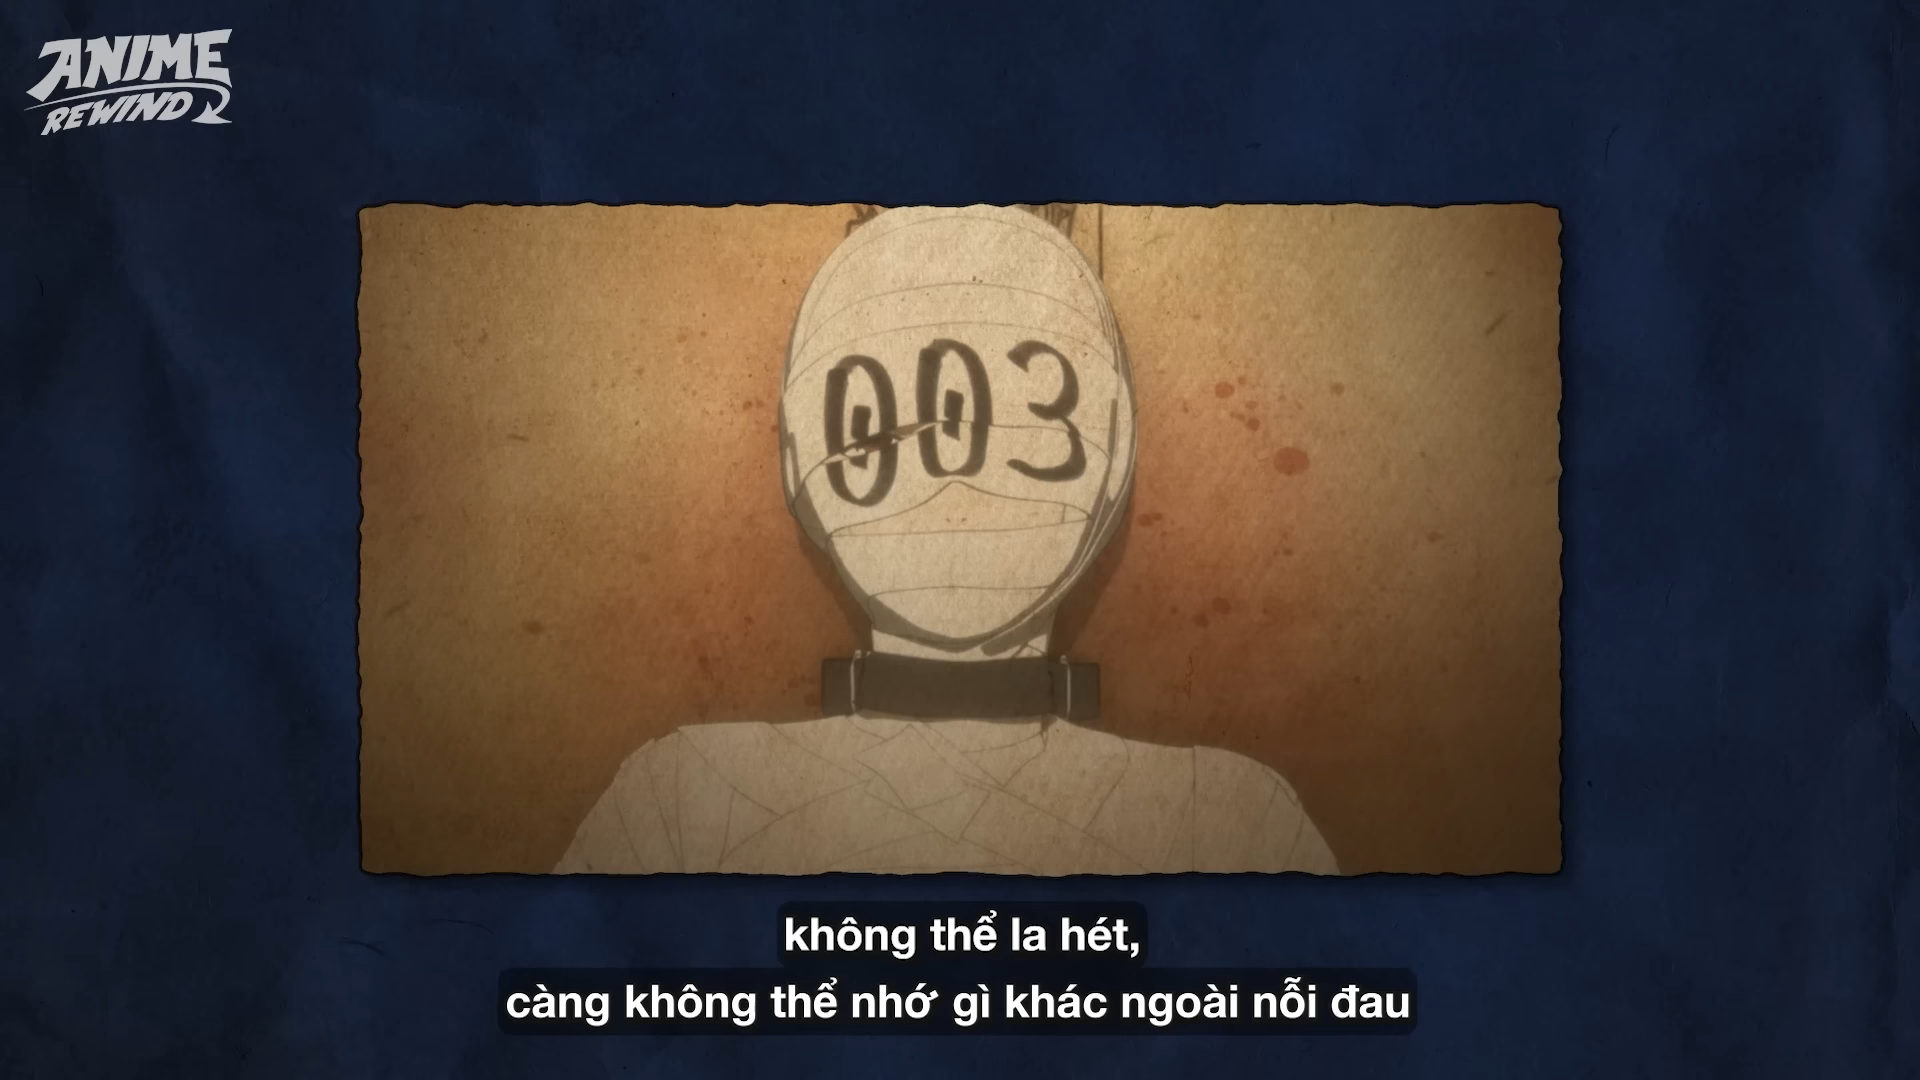 ANIME
REWIND
003
không thể la hét,
càng không thể nhớ gì khác ngoài nỗi đau